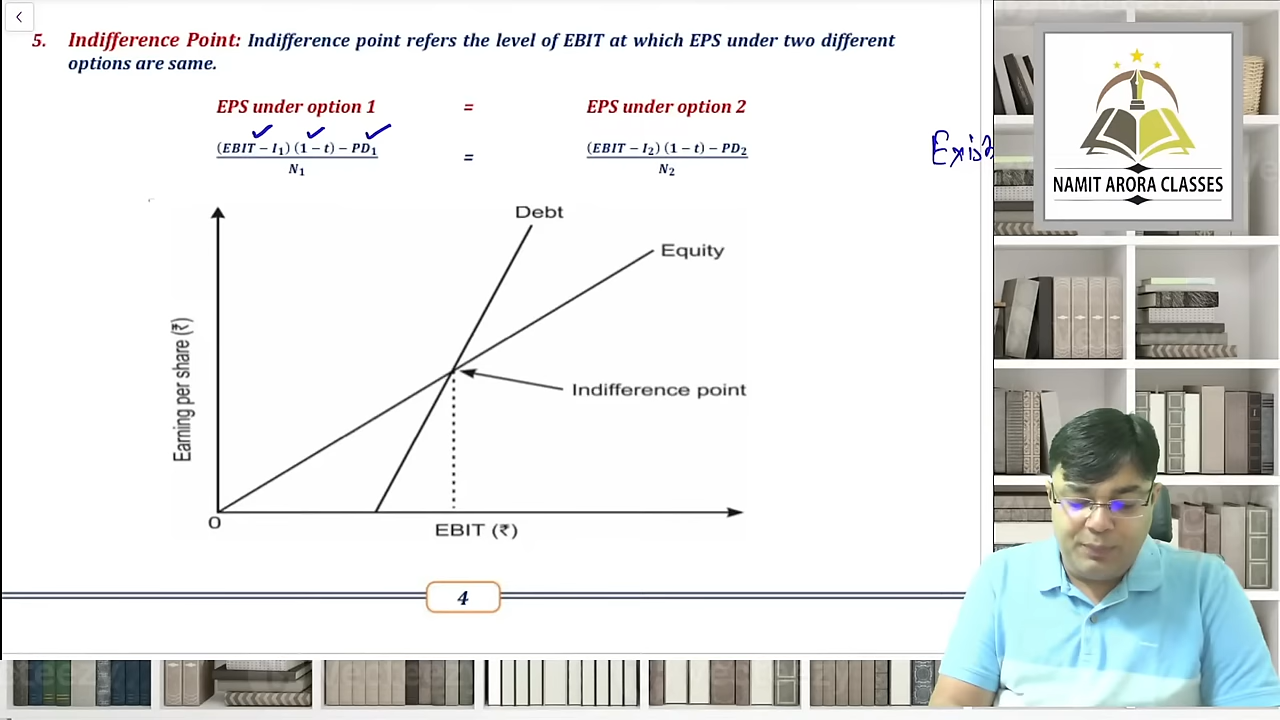 5. Indifference Point: Indifference point refers the level of EBIT at which EPS under two different
options are same.
EPS under option 1 = EPS under option 2
(EBIT – I₁) (1 – t) – PD₁ = (EBIT – I₂) (1 – t) – PD₂
N₁ N₂
Debt
Equity
Indifference point
Earning per share (₹)
O
EBIT (₹)
4
NAMIT ARORA CLASSES